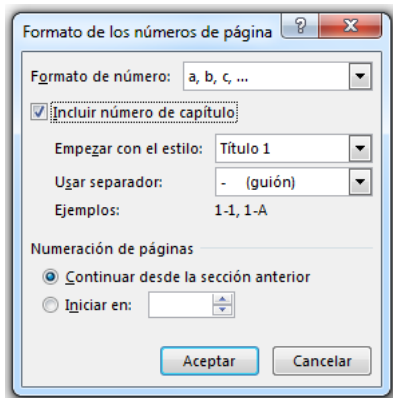 Formato de los números de página ? X
Formato de número: a, b, c, ...
Incluir número de capítulo
Empezar con el estilo: Título 1
Usar separador: - (guión)
Ejemplos: 1-1, 1-A
Numeración de páginas
Continuar desde la sección anterior
Iniciar en:
Aceptar Cancelar